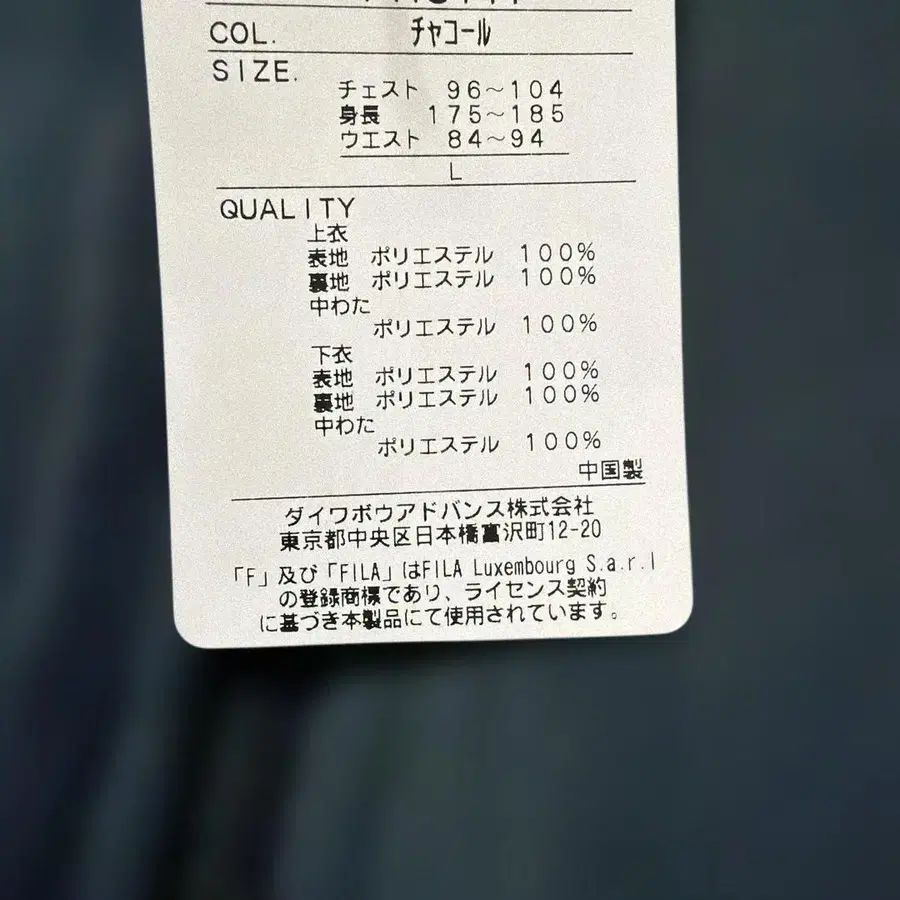 COL. チャコール
SIZE.
チェスト 96～104
身長 175～185
ウエスト 84～94
L
QUALITY
上衣
表地 ポリエステル 100%
裏地 ポリエステル 100%
中わた
ポリエステル 100%
下衣
表地 ポリエステル 100%
裏地 ポリエステル 100%
中わた
ポリエステル 100%
中国製
ダイワボウアドバンス株式会社
東京都中央区日本橋富沢町12-20
「F」及び「FILA」はFILA Luxembourg S.a.r.l
の登録商標であり、ライセンス契約
に基づき本製品にて使用されています。